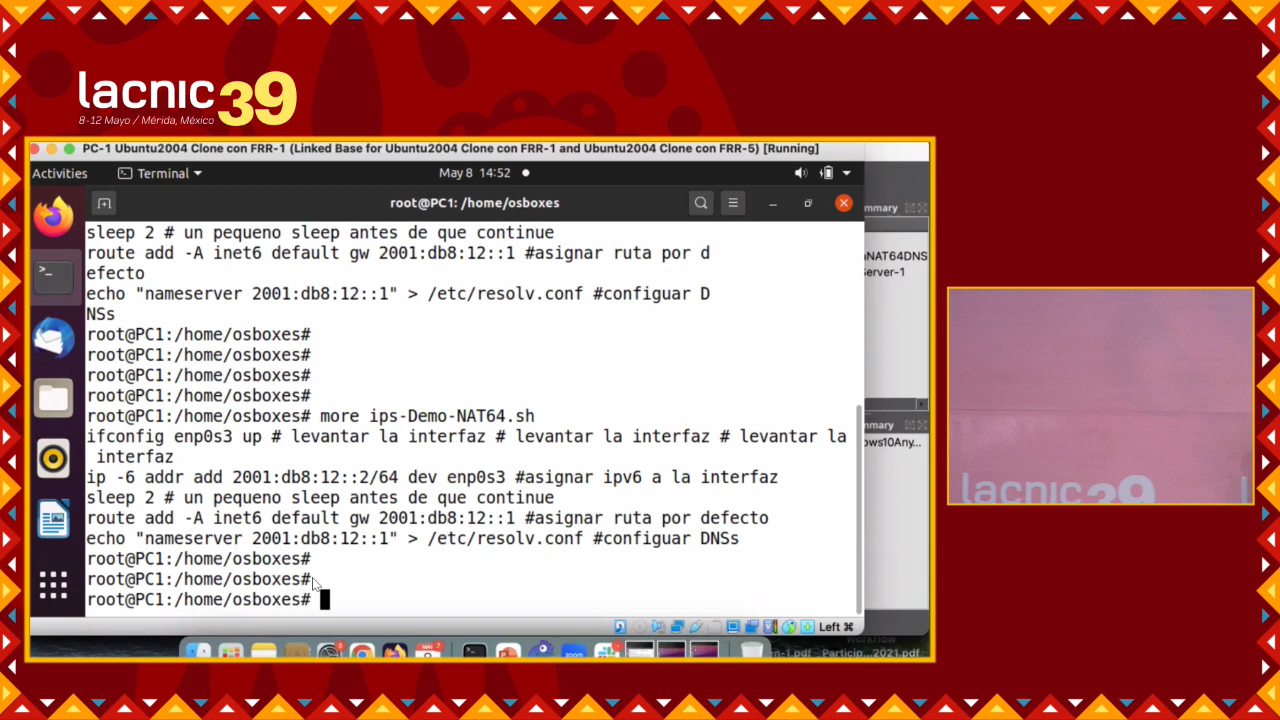 lacnic39
8-12 Mayo / Mérida, México
PC-1 Ubuntu2004 Clone con FRR-1 (Linked Base for Ubuntu2004 Clone con FRR-1 and Ubuntu2004 Clone con FRR-5) [Running]
Activities
Terminal
May 8 14:52
root@PC1: /home/osboxes
sleep 2 # un pequeno sleep antes de que continue
route add -A inet6 default gw 2001:db8:12::1 #asignar ruta por d
efecto
echo "nameserver 2001:db8:12::1" > /etc/resolv.conf #configuar D
NSs
root@PC1:/home/osboxes#
root@PC1:/home/osboxes#
root@PC1:/home/osboxes#
root@PC1:/home/osboxes#
root@PC1:/home/osboxes# more ips-Demo-NAT64.sh
ifconfig enp0s3 up # levantar la interfaz # levantar la interfaz # levantar la
interfaz
ip -6 addr add 2001:db8:12::2/64 dev enp0s3 #asignar ipv6 a la interfaz
sleep 2 # un pequeno sleep antes de que continue
route add -A inet6 default gw 2001:db8:12::1 #asignar ruta por defecto
echo "nameserver 2001:db8:12::1" > /etc/resolv.conf #configuar DNSs
root@PC1:/home/osboxes#
root@PC1:/home/osboxes#
root@PC1:/home/osboxes#
Left ⌘
mmary
NAT64DNS
Server-1
mmary
ows10Any...
Workflow
en-1.pdf
Particip...2021.pdf
zoom
lacnic39